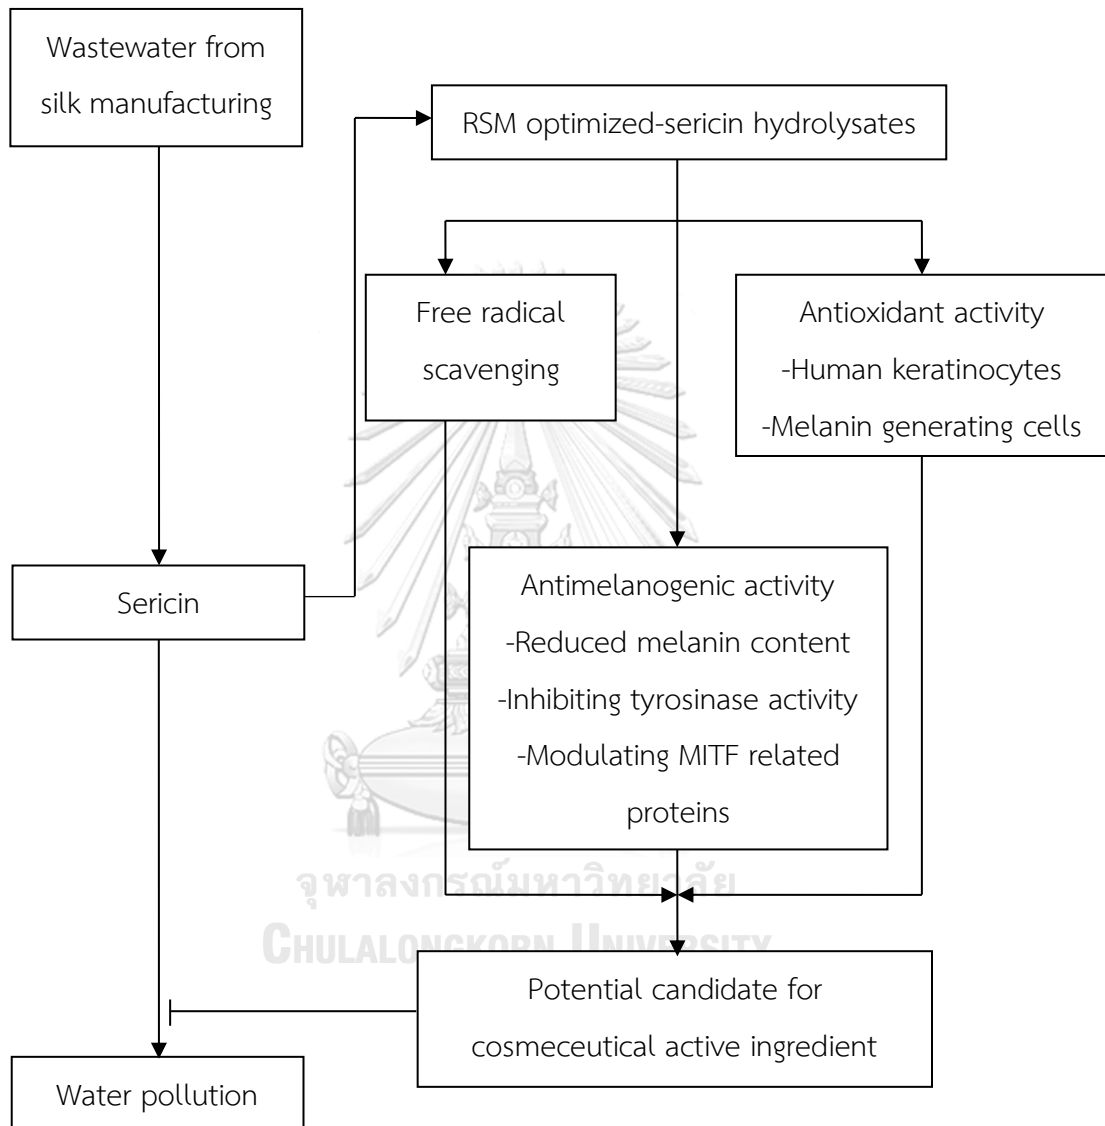 Wastewater from
silk manufacturing
RSM optimized-sericin hydrolysates
Free radical
scavenging
Antioxidant activity
-Human keratinocytes
-Melanin generating cells
Sericin
Antimelanogenic activity
-Reduced melanin content
-Inhibiting tyrosinase activity
-Modulating MITF related
proteins
จุฬาลงกรณ์มหาวิทยาลัย
CHULALONGKORN UNIVERSITY
Potential candidate for
cosmeceutical active ingredient
Water pollution